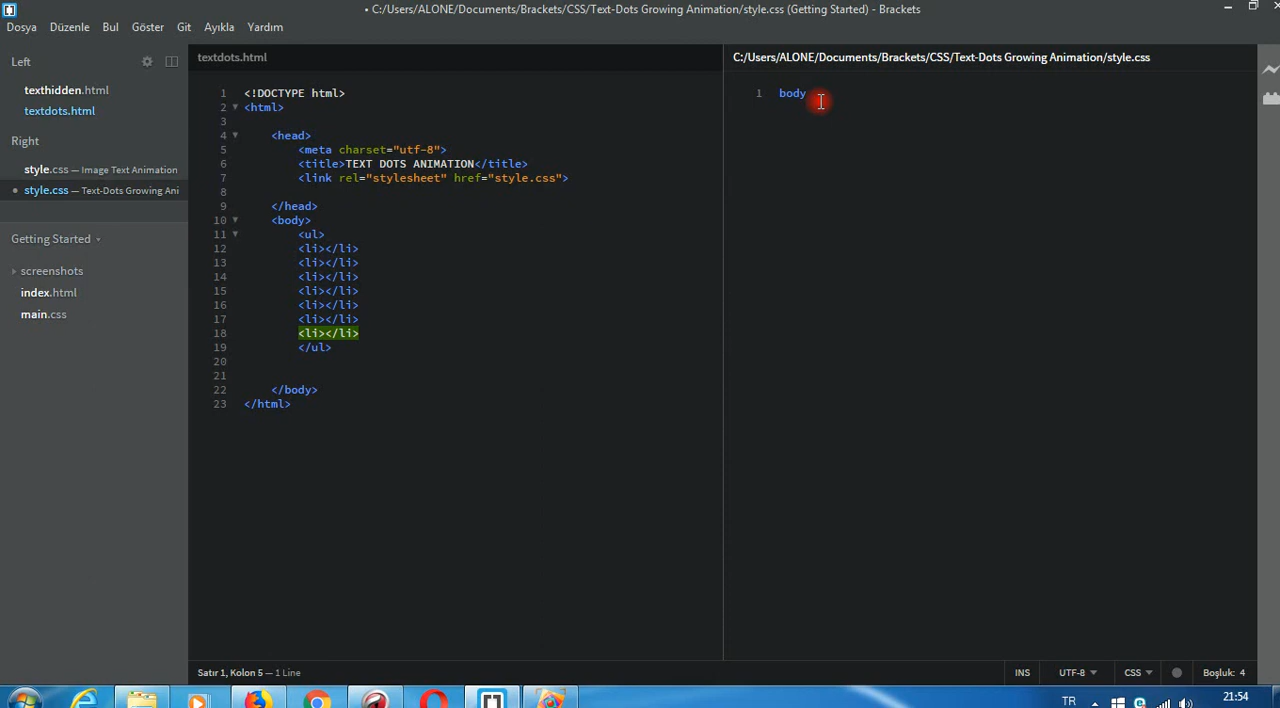 • C:/Users/ALONE/Documents/Brackets/CSS/Text-Dots Growing Animation/style.css (Getting Started) - Brackets
Dosya Düzenle Bul Göster Git Ayıkla Yardım
Left
texthidden.html
textdots.html
Right
style.css — Image Text Animation
• style.css — Text-Dots Growing Ani
Getting Started
screenshots
index.html
main.css
textdots.html
1 <!DOCTYPE html>
2 <html>
3
4 <head>
5 <meta charset="utf-8">
6 <title>TEXT DOTS ANIMATION</title>
7 <link rel="stylesheet" href="style.css">
8
9 </head>
10 <body>
11 <ul>
12 <li></li>
13 <li></li>
14 <li></li>
15 <li></li>
16 <li></li>
17 <li></li>
18 <li></li>
19 </ul>
20
21
22 </body>
23 </html>
C:/Users/ALONE/Documents/Brackets/CSS/Text-Dots Growing Animation/style.css
1 body
Satır 1, Kolon 5 — 1 Line
INS UTF-8 CSS Boşluk: 4
TR 21:54